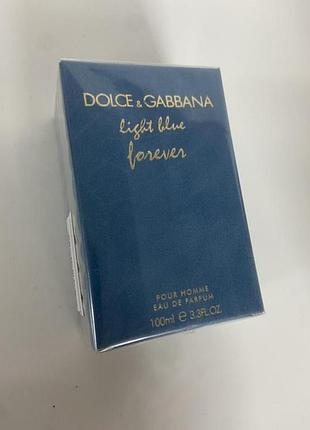 DOLCE & GABBANA
light blue
forever
POUR HOMME
EAU DE PARFUM
100ml e 3.3FL.OZ.